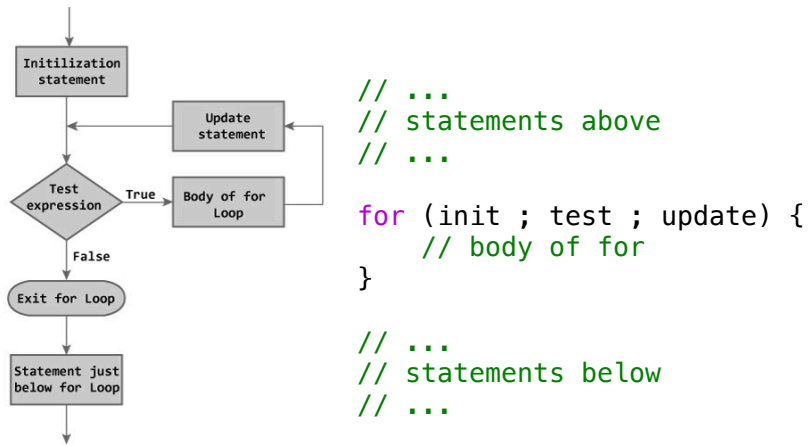 Initilization
statement
Update
statement
Test
expression
True
Body of for
Loop
False
Exit for Loop
Statement just
below for Loop
// ...
// statements above
// ...
for (init ; test ; update) {
// body of for
}
// ...
// statements below
// ...